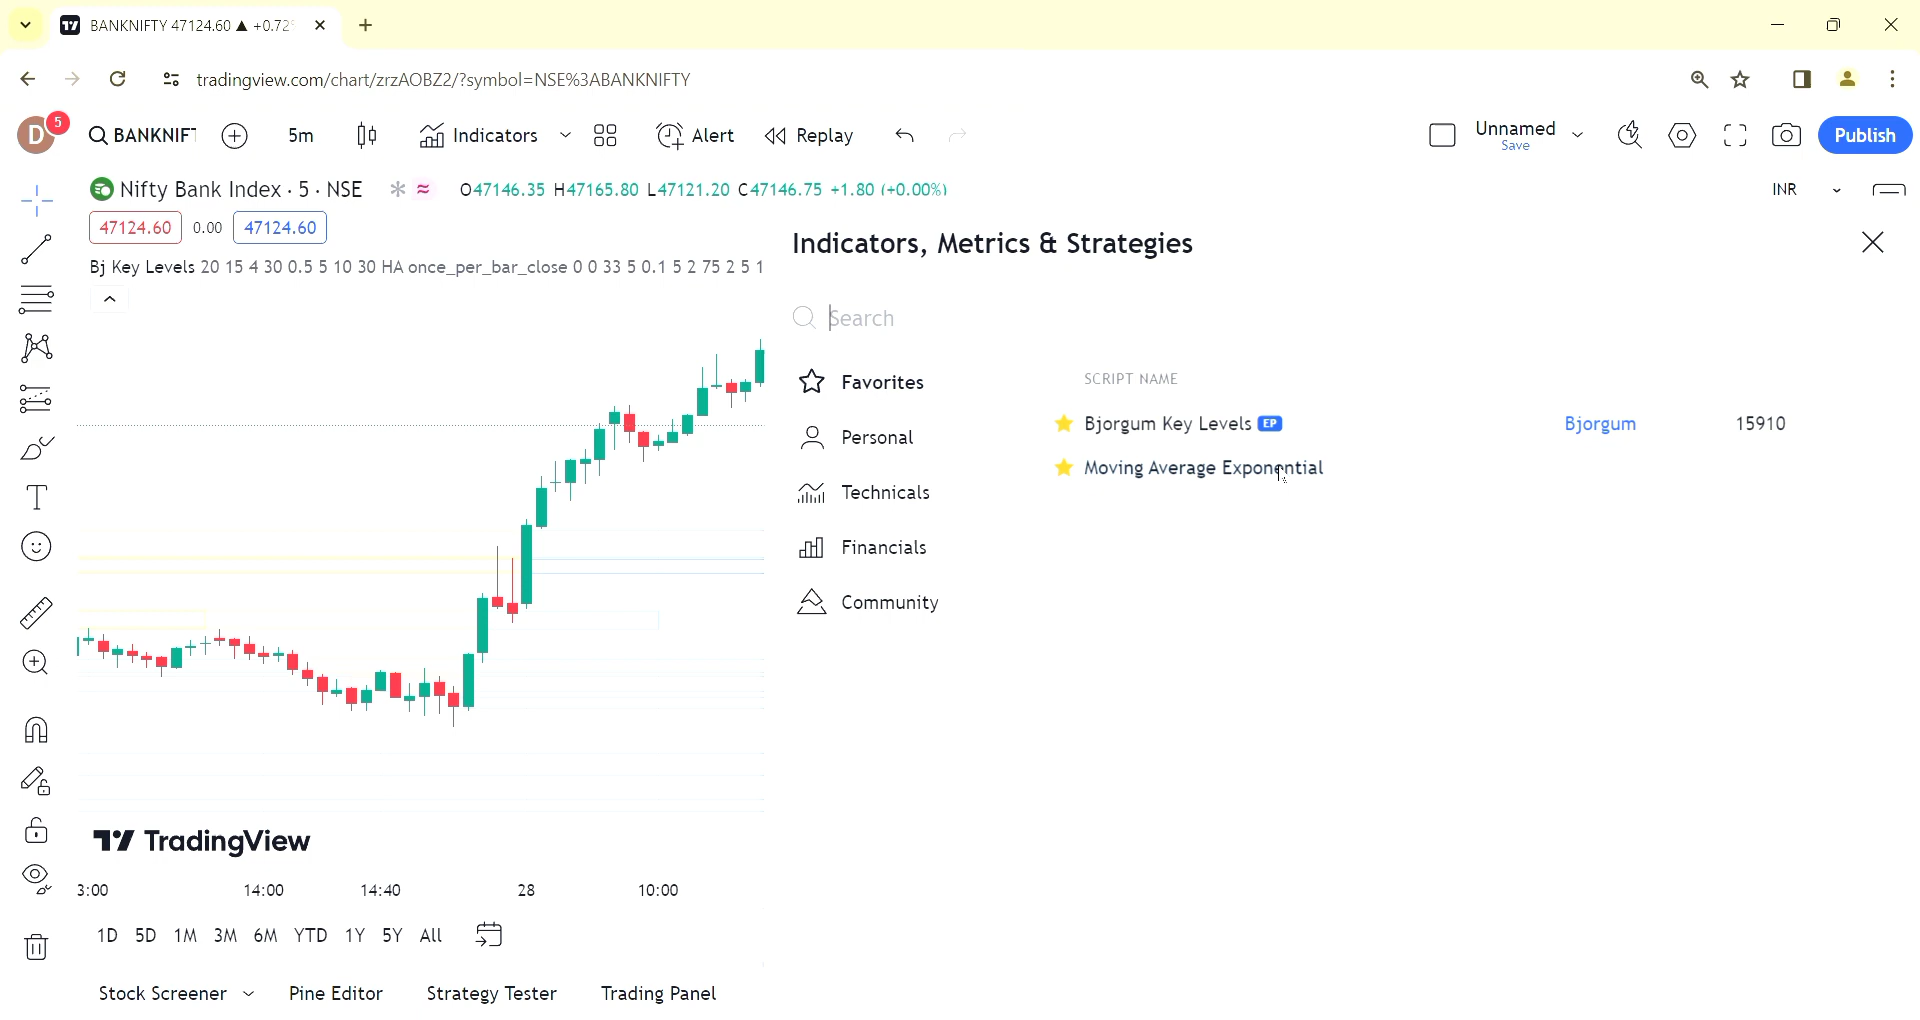 BANKNIFTY 47124.60 ▲ +0.72
tradingview.com/chart/zrzAOBZ2/?symbol=NSE%3ABANKNIFTY
D 5 BANKNIF 5m Indicators Alert Replay Unnamed Save Publish
Nifty Bank Index · 5 · NSE O47146.35 H47165.80 L47121.20 C47146.75 +1.80 (+0.00%) INR
47124.60 0.00 47124.60
Bj Key Levels 20 15 4 30 0.5 5 10 30 HA once_per_bar_close 0 0 33 5 0.1 5 2 75 2 5 1
Indicators, Metrics & Strategies
Search
Favorites
Personal
Technicals
Financials
Community
SCRIPT NAME
Bjorgum Key Levels EP Bjorgum 15910
Moving Average Exponential
TradingView
3:00 14:00 14:40 28 10:00
1D 5D 1M 3M 6M YTD 1Y 5Y All
Stock Screener Pine Editor Strategy Tester Trading Panel